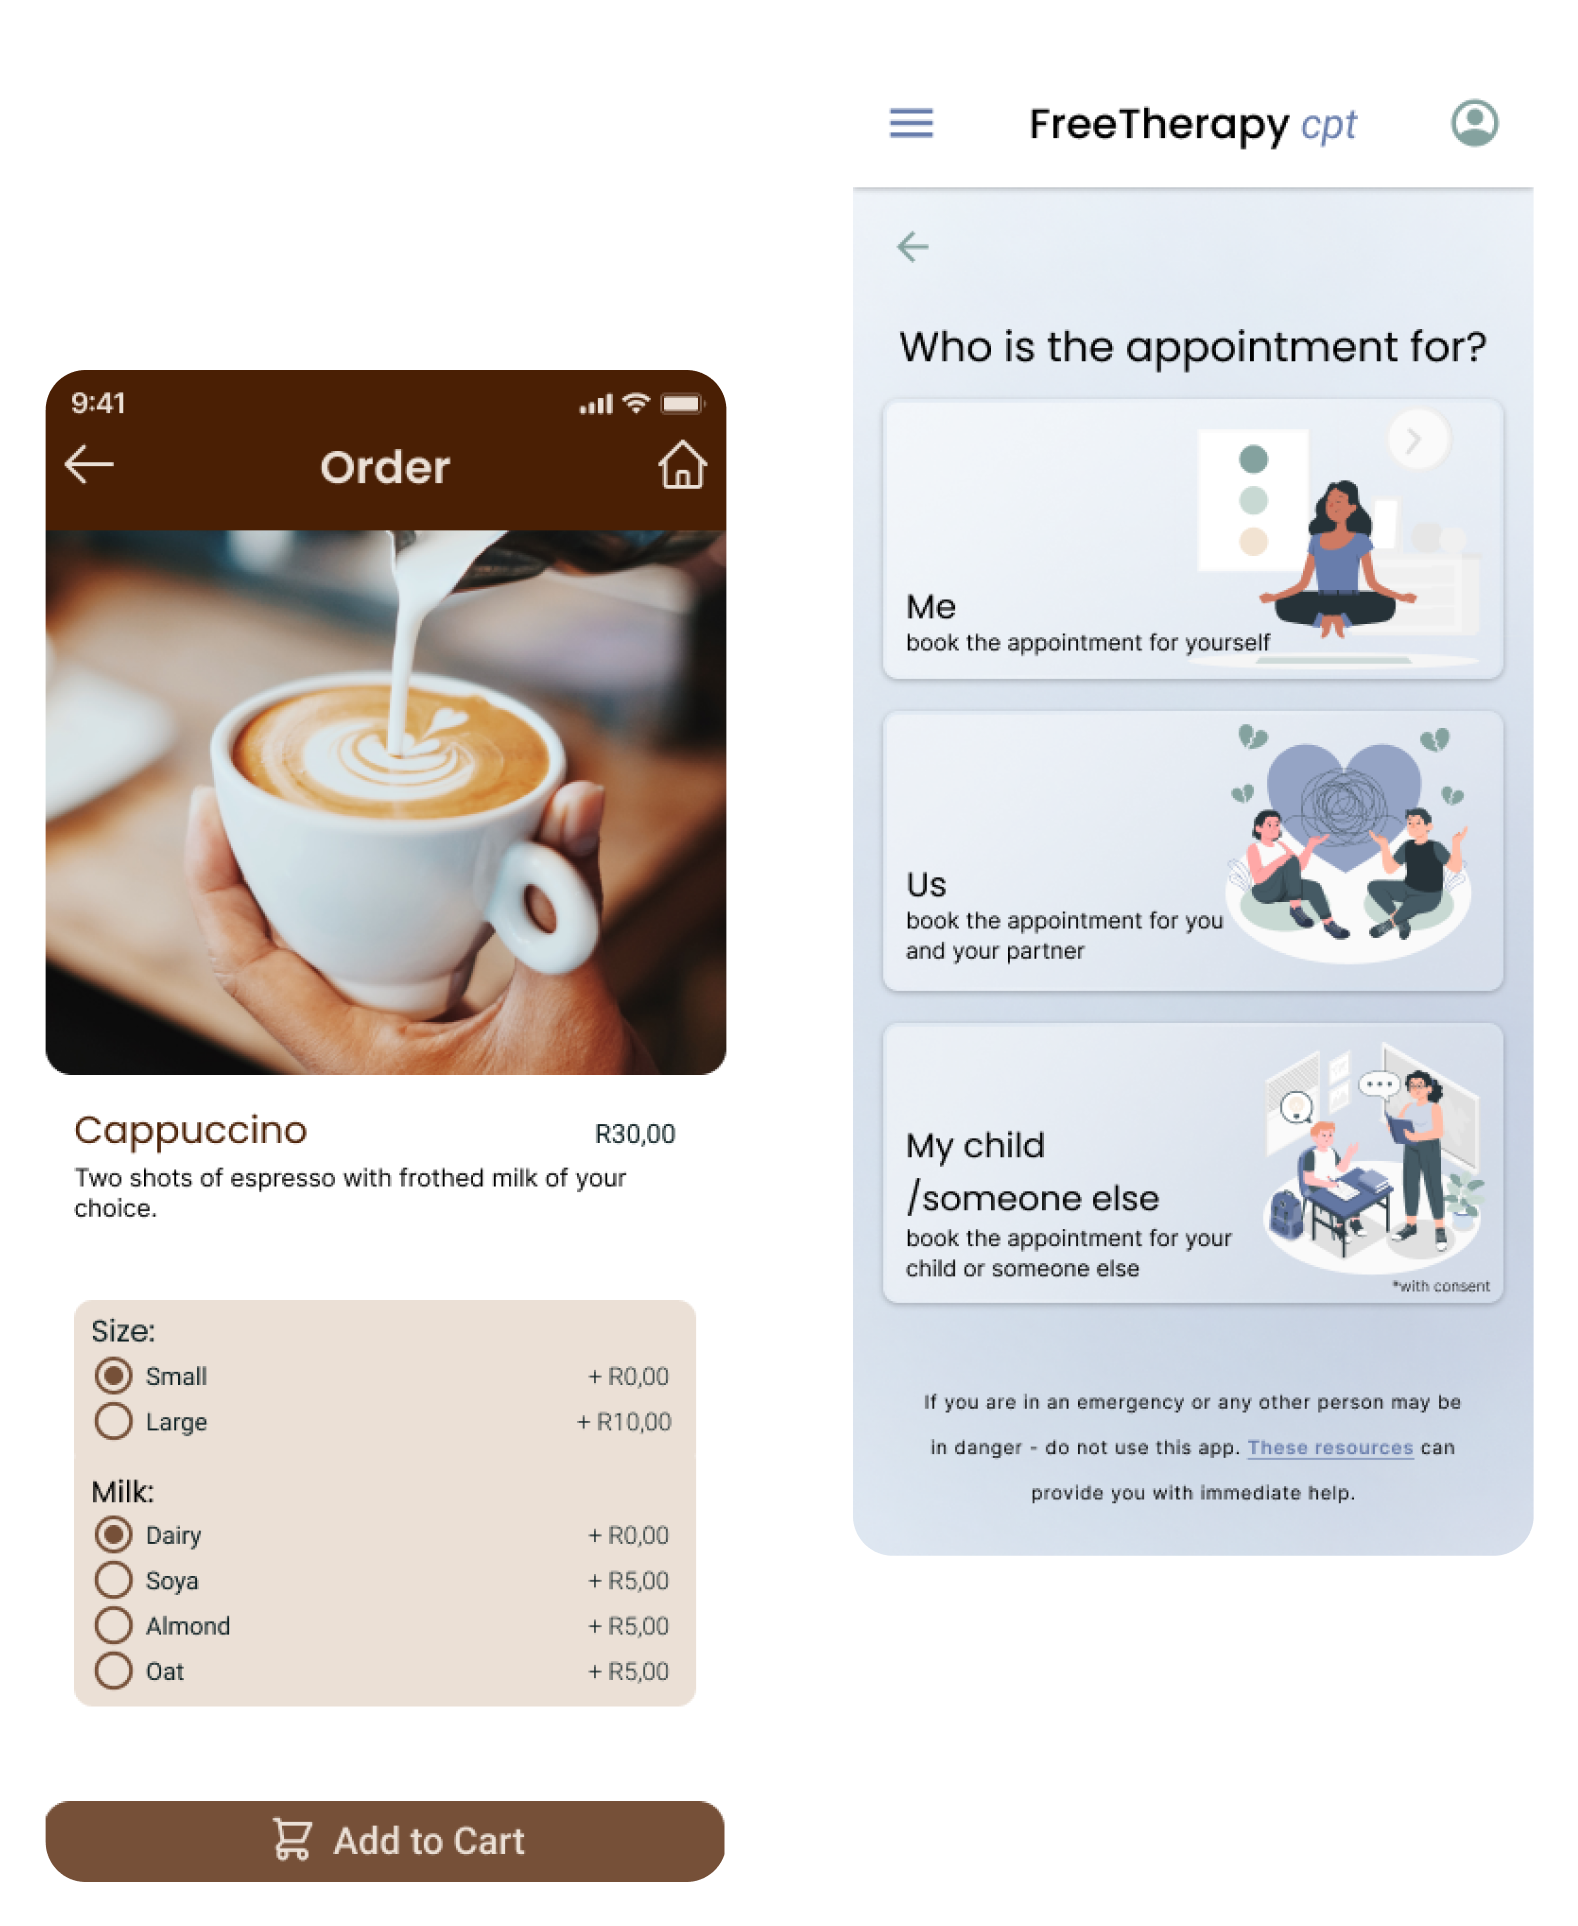 9:41
Order
Cappuccino
R30,00
Two shots of espresso with frothed milk of your
choice.
Size:
Small + R0,00
Large + R10,00
Milk:
Dairy + R0,00
Soya + R5,00
Almond + R5,00
Oat + R5,00
Add to Cart
FreeTherapy cpt
Who is the appointment for?
Me
book the appointment for yourself
Us
book the appointment for you
and your partner
My child
/someone else
book the appointment for your
child or someone else
*with consent
If you are in an emergency or any other person may be
in danger - do not use this app. These resources can
provide you with immediate help.